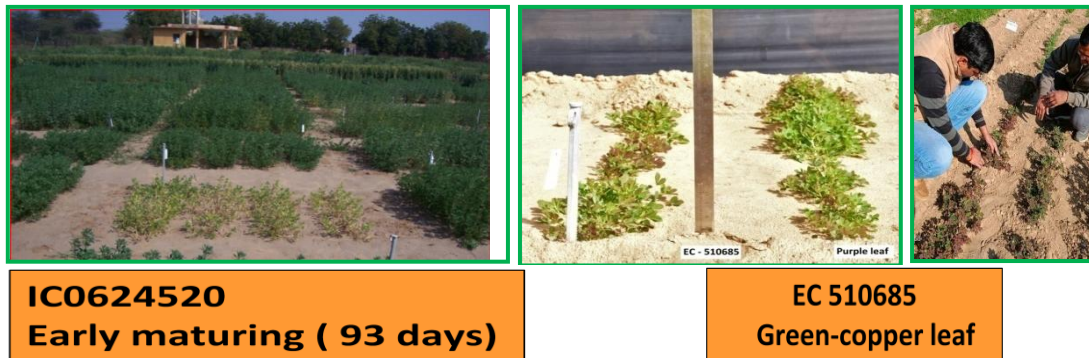 EC - 510685
Purple leaf
IC0624520
Early maturing ( 93 days)
EC 510685
Green-copper leaf